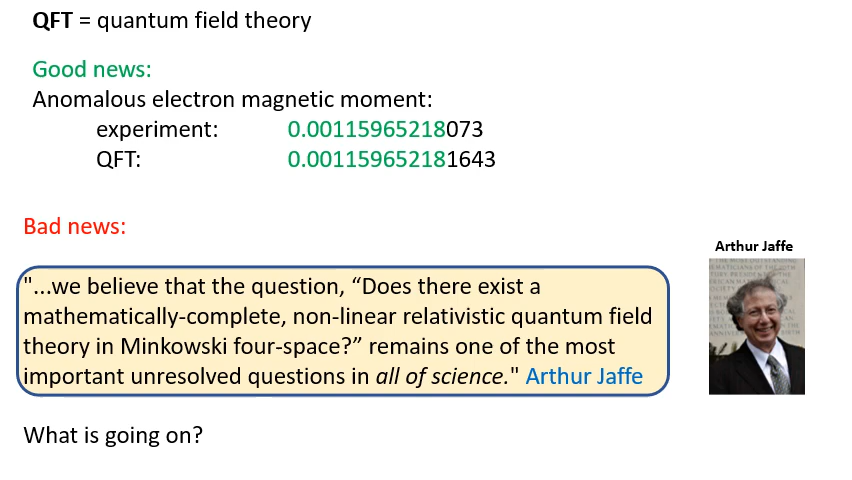 QFT = quantum field theory
Good news:
Anomalous electron magnetic moment:
experiment: 0.00115965218073
QFT: 0.001159652181643
Bad news:
Arthur Jaffe
"...we believe that the question, “Does there exist a
mathematically-complete, non-linear relativistic quantum field
theory in Minkowski four-space?” remains one of the most
important unresolved questions in all of science." Arthur Jaffe
What is going on?